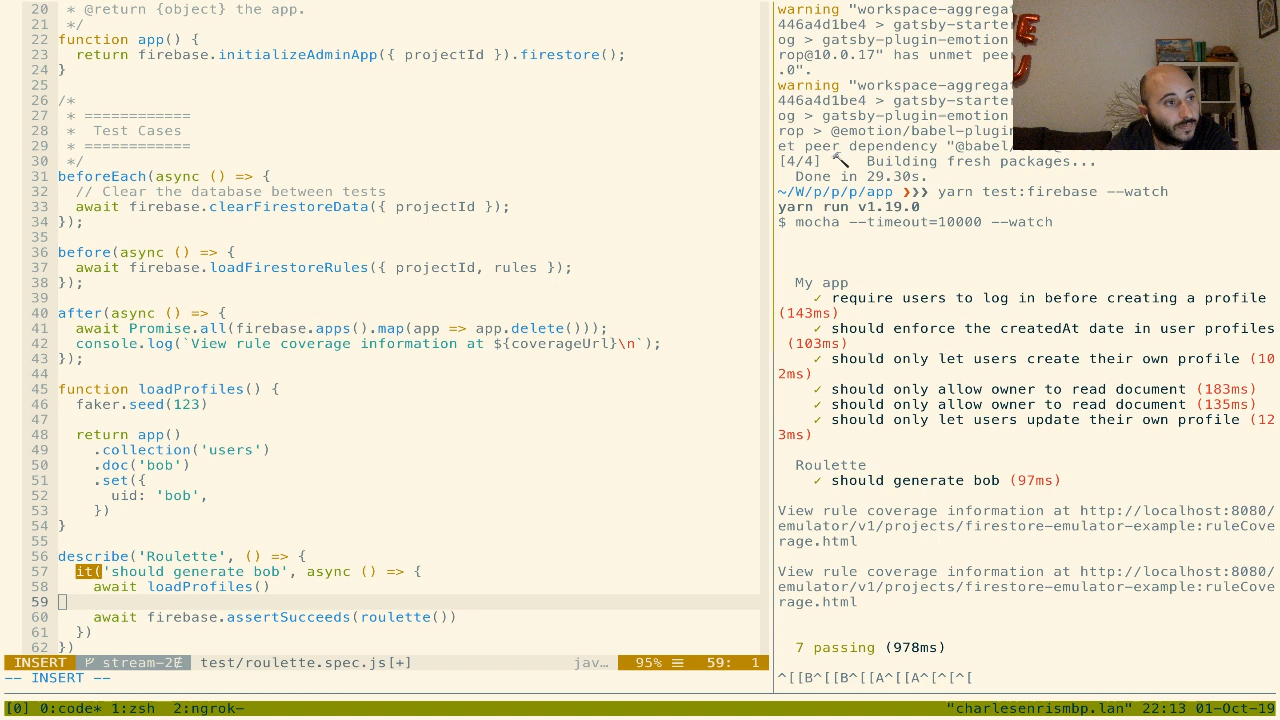 20  * @return {object} the app.
21  */
22 function app() {
23   return firebase.initializeAdminApp({ projectId }).firestore();
24 }
25
26 /*
27  * ============
28  *  Test Cases
29  * ============
30  */
31 beforeEach(async () => {
32   // Clear the database between tests
33   await firebase.clearFirestoreData({ projectId });
34 });
35
36 before(async () => {
37   await firebase.loadFirestoreRules({ projectId, rules });
38 });
39
40 after(async () => {
41   await Promise.all(firebase.apps().map(app => app.delete()));
42   console.log(`View rule coverage information at ${coverageUrl}\n`);
43 });
44
45 function loadProfiles() {
46   faker.seed(123)
47
48   return app()
49     .collection('users')
50     .doc('bob')
51     .set({
52       uid: 'bob',
53     })
54 }
55
56 describe('Roulette', () => {
57   it('should generate bob', async () => {
58     await loadProfiles()
59
60     await firebase.assertSucceeds(roulette())
61   })
62 })
INSERT stream-2 test/roulette.spec.js[+] jav… 95% ☰ 59: 1
-- INSERT --
warning "workspace-aggregat
446a4d1be4 > gatsby-starter
og > gatsby-plugin-emotion
rop@10.0.17" has unmet peer
.0".
warning "workspace-aggregat
446a4d1be4 > gatsby-starter
og > gatsby-plugin-emotion
rop > @emotion/babel-plugin
et peer dependency "@babel/
[4/4] 🔨 Building fresh packages...
Done in 29.30s.
~/W/p/p/p/app ❯❯❯ yarn test:firebase --watch
yarn run v1.19.0
$ mocha --timeout=10000 --watch
My app
✓ require users to log in before creating a profile
(143ms)
✓ should enforce the createdAt date in user profiles
(103ms)
✓ should only let users create their own profile (10
2ms)
✓ should only allow owner to read document (183ms)
✓ should only allow owner to read document (135ms)
✓ should only let users update their own profile (12
3ms)
Roulette
✓ should generate bob (97ms)
View rule coverage information at http://localhost:8080/
emulator/v1/projects/firestore-emulator-example:ruleCove
rage.html
View rule coverage information at http://localhost:8080/
emulator/v1/projects/firestore-emulator-example:ruleCove
rage.html
7 passing (978ms)
^[[B^[[B^[[A^[[A^[^[^[
[0] 0:code* 1:zsh  2:ngrok- "charlesenrismbp.lan" 22:13 01-Oct-19